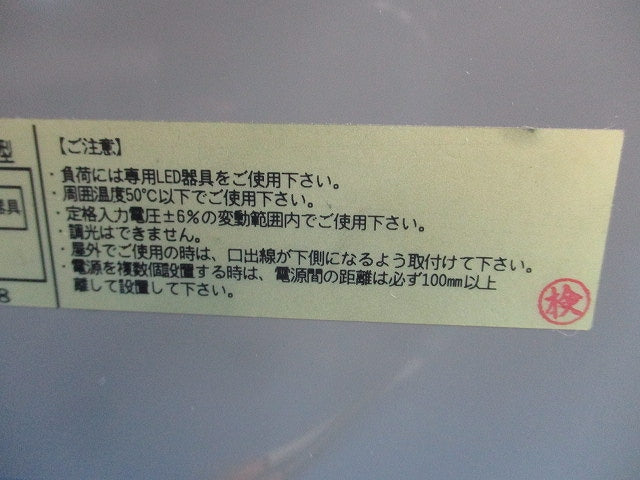 型
【ご注意】
・負荷には専用LED器具をご使用下さい。
・周囲温度50℃以下でご使用下さい。
・定格入力電圧±6%の変動範囲内でご使用下さい。
・調光はできません。
器具
・屋外でご使用の時は、口出線が下側になるよう取付けて下さい。
・電源を複数個設置する時は、電源間の距離は必ず100mm以上
離して設置して下さい。
検